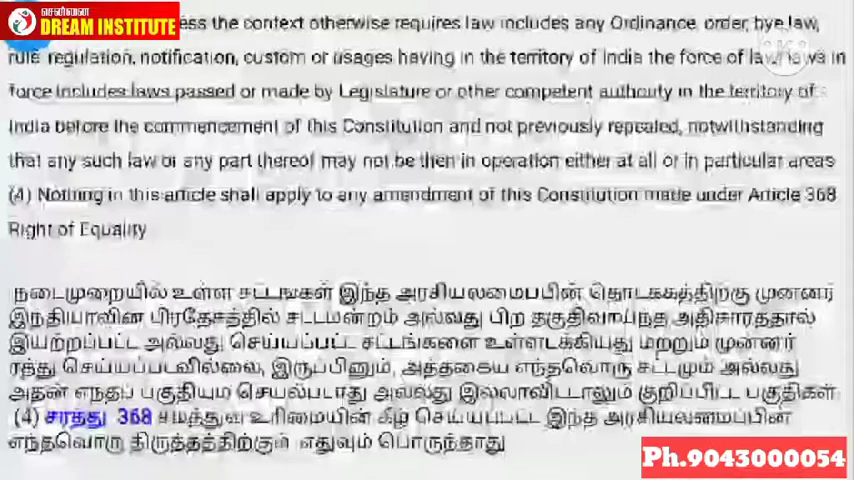 சென்னை
DREAM INSTITUTE
ess the context otherwise requires law includes any Ordinance, order, bye law,
rule regulation, notification, custom or usages having in the territory of India the force of law laws in
force includes laws passed or made by Legislature or other competent authouty in the territory of
India before the commencement of this Constitution and not previously repealed, notwithstanding
that any such law or any part thereof may not be then in operation either at all or in particular areas
(4) Nothing in this article shall apply to any amendment of this Constitution made under Article 368
Right of Equality
நடைமுறையில் உள்ள சட்டங்கள் இந்த அரசியலமைப்பின் தொடக்கத்திற்கு முன்னர்
இந்தியாவின் பிரதேசத்தில் சட்டமன்றம் அல்லது பிற தகுதிவாய்ந்த அதிகாரத்தால்
இயற்றப்பட்ட அல்லது செய்யப்பட்ட சட்டங்களை உள்ளடக்கியது மற்றும் முன்னர்
ரத்து செய்யப்படவில்லை, இருப்பினும், அத்தகைய எந்தவொரு சட்டமும் அல்லது
அதன் எந்தப் பகுதியும் செயல்படாது அல்லது இல்லாவிட்டாலும் குறிப்பிட்ட பகுதிகள்
(4) சரத்து 368 சமத்துவ உரிமையின் கீழ் செய்யப்பட்ட இந்த அரசியலமைப்பின்
எந்தவொரு திருத்தத்திற்கும் எதுவும் பொருந்தாது
Ph.9043000054